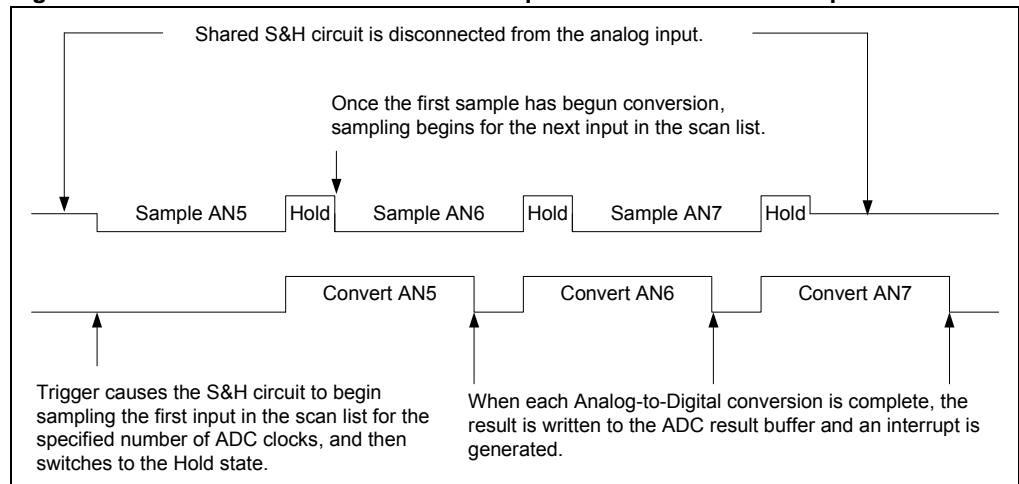 Shared S&H circuit is disconnected from the analog input.
Once the first sample has begun conversion,
sampling begins for the next input in the scan list.
Sample AN5 Hold Sample AN6 Hold Sample AN7 Hold
Convert AN5 Convert AN6 Convert AN7
Trigger causes the S&H circuit to begin
sampling the first input in the scan list for the
specified number of ADC clocks, and then
switches to the Hold state.
When each Analog-to-Digital conversion is complete, the
result is written to the ADC result buffer and an interrupt is
generated.